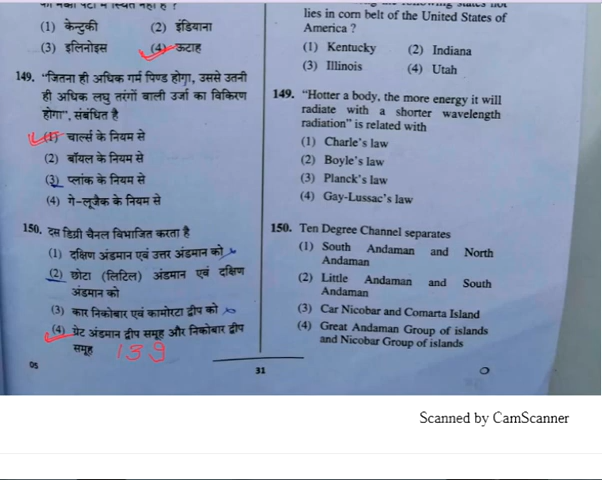 (1) केन्टुकी (2) इंडियाना
(3) इलिनोइस (4) ऊटाह
149. “जितना ही अधिक गर्म पिण्ड होगा, उससे उतनी
ही अधिक लघु तरंगों वाली उर्जा का विकिरण
होगा”, संबंधित है
(1) चार्ल्स के नियम से
(2) बॉयल के नियम से
(3) प्लांक के नियम से
(4) गे-लूजैक के नियम से
150. दस डिग्री चैनल विभाजित करता है
(1) दक्षिण अंडमान एवं उत्तर अंडमान को
(2) छोटा (लिटिल) अंडमान एवं दक्षिण
अंडमान को
(3) कार निकोबार एवं कामोरटा द्वीप को
(4) ग्रेट अंडमान द्वीप समूह और निकोबार द्वीप
समूह 139
05
lies in corn belt of the United States of
America ?
(1) Kentucky (2) Indiana
(3) Illinois (4) Utah
149. “Hotter a body, the more energy it will
radiate with a shorter wavelength
radiation” is related with
(1) Charle’s law
(2) Boyle’s law
(3) Planck’s law
(4) Gay-Lussac’s law
150. Ten Degree Channel separates
(1) South Andaman and North
Andaman
(2) Little Andaman and South
Andaman
(3) Car Nicobar and Comarta Island
(4) Great Andaman Group of islands
and Nicobar Group of islands
31
Scanned by CamScanner